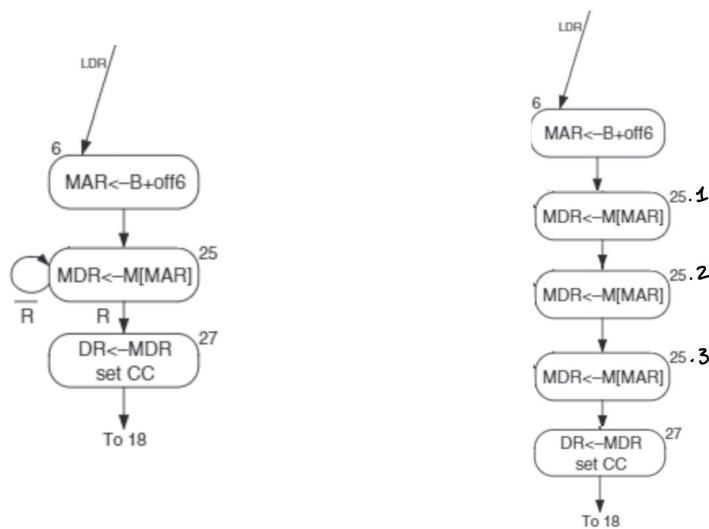 LDR
6
MAR<–B+off6
25
MDR<–M[MAR]
R̅
R
27
DR<–MDR
set CC
To 18
LDR
6
MAR<–B+off6
25.1
MDR<–M[MAR]
25.2
MDR<–M[MAR]
25.3
MDR<–M[MAR]
27
DR<–MDR
set CC
To 18